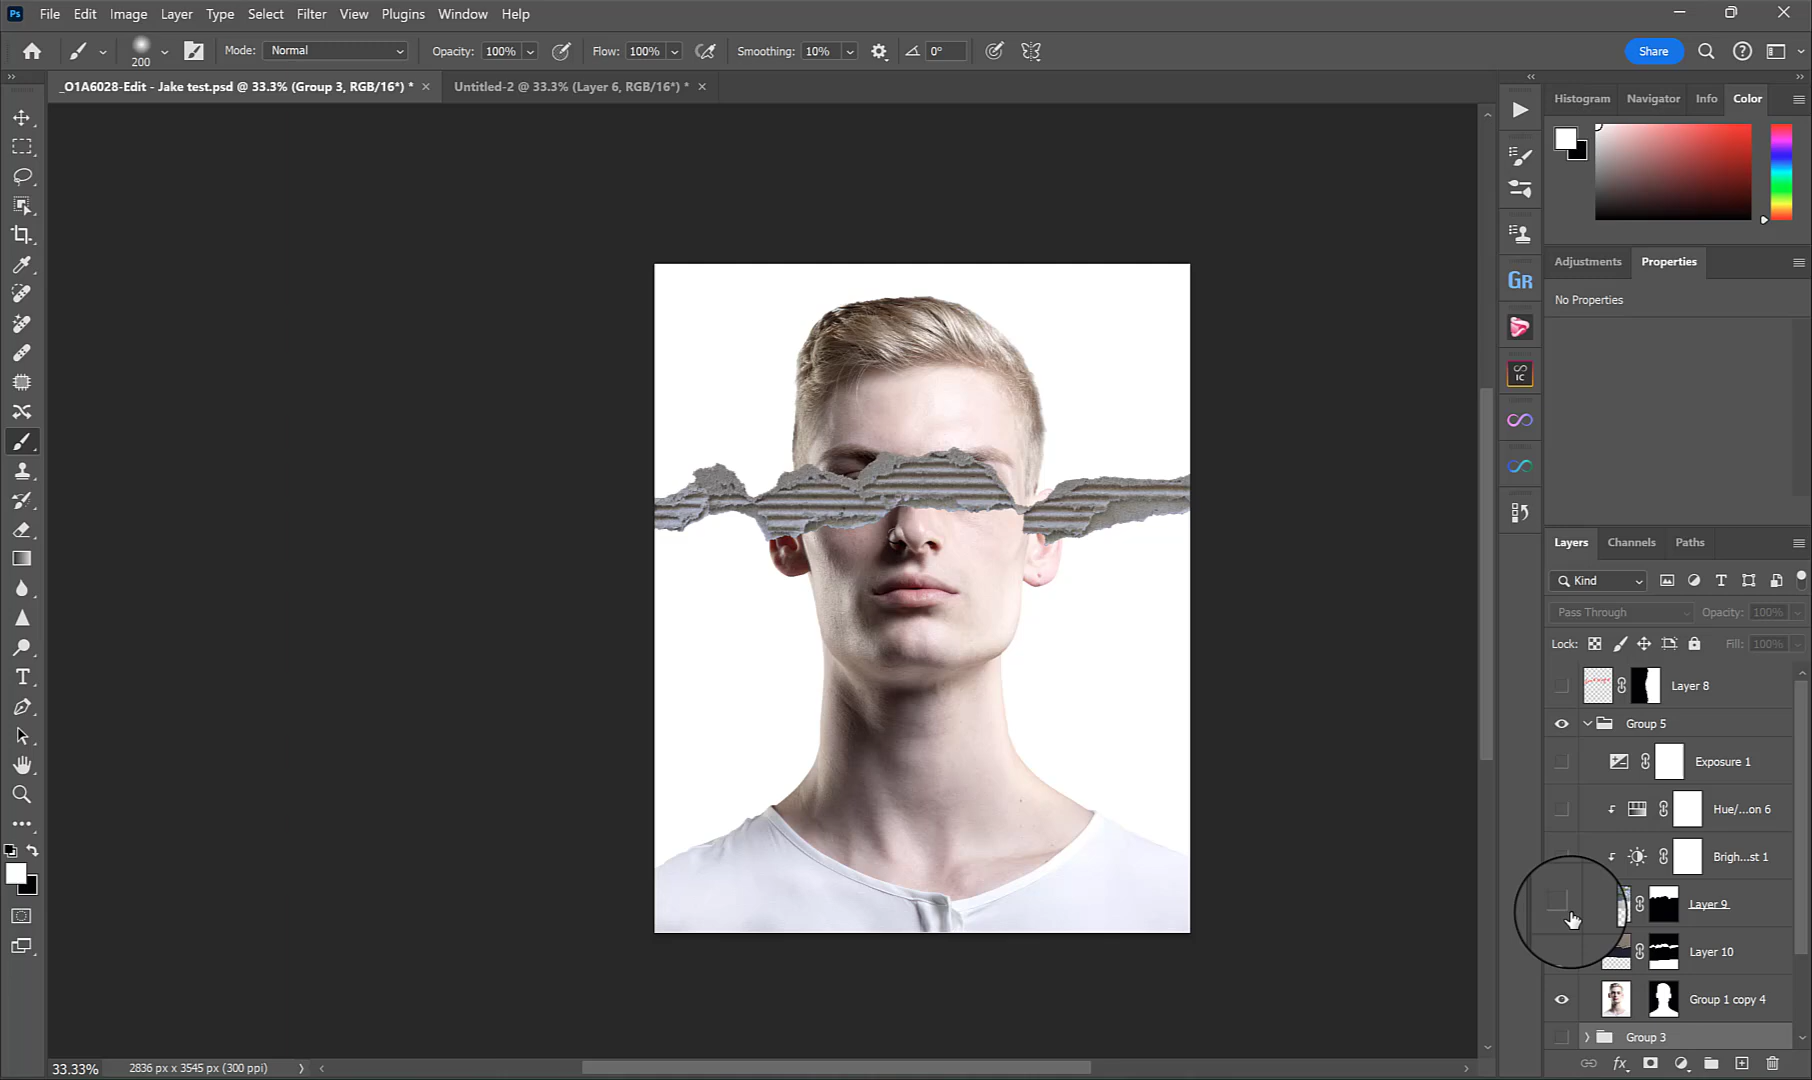 Ps File Edit Image Layer Type Select Filter View Plugins Window Help
200 Mode: Normal Opacity: 100% Flow: 100% Smoothing: 10% 0° Share
_O1A6028-Edit - Jake test.psd @ 33.3% (Group 3, RGB/16*) * × Untitled-2 @ 33.3% (Layer 6, RGB/16*) * ×
Histogram Navigator Info Color
Adjustments Properties
Gr
No Properties
IC
Layers Channels Paths
Kind
Pass Through Opacity: 100%
Lock: Fill: 100%
Layer 8
Group 5
Exposure 1
Hue/...on 6
Brigh...st 1
Layer 9
Layer 10
Group 1 copy 4
Group 3
33.33% 2836 px x 3545 px (300 ppi)
fx